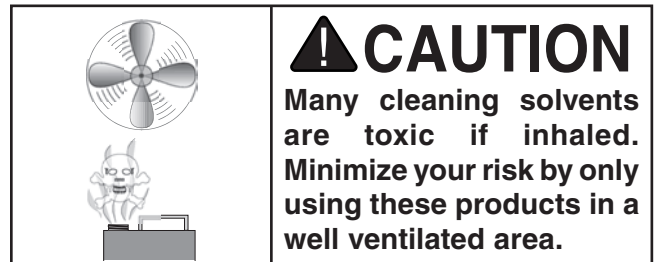 CAUTION
Many cleaning solvents
are toxic if inhaled.
Minimize your risk by only
using these products in a
well ventilated area.